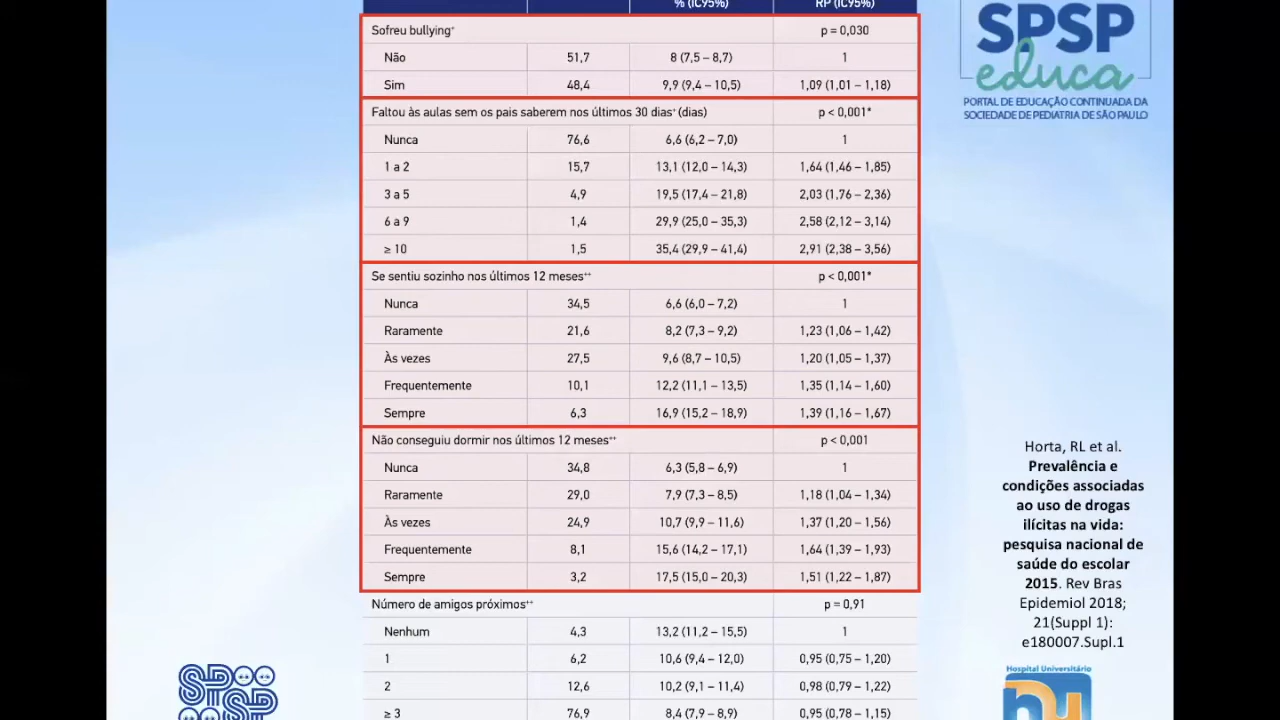 % (IC95%) RP (IC95%)
Sofreu bullying⁺ p = 0,030
Não 51,7 8 (7,5 – 8,7) 1
Sim 48,4 9,9 (9,4 – 10,5) 1,09 (1,01 – 1,18)
Faltou às aulas sem os pais saberem nos últimos 30 dias⁺ (dias) p < 0,001*
Nunca 76,6 6,6 (6,2 – 7,0) 1
1 a 2 15,7 13,1 (12,0 – 14,3) 1,64 (1,46 – 1,85)
3 a 5 4,9 19,5 (17,4 – 21,8) 2,03 (1,76 – 2,36)
6 a 9 1,4 29,9 (25,0 – 35,3) 2,58 (2,12 – 3,14)
≥ 10 1,5 35,4 (29,9 – 41,4) 2,91 (2,38 – 3,56)
Se sentiu sozinho nos últimos 12 meses⁺⁺ p < 0,001*
Nunca 34,5 6,6 (6,0 – 7,2) 1
Raramente 21,6 8,2 (7,3 – 9,2) 1,23 (1,06 – 1,42)
Às vezes 27,5 9,6 (8,7 – 10,5) 1,20 (1,05 – 1,37)
Frequentemente 10,1 12,2 (11,1 – 13,5) 1,35 (1,14 – 1,60)
Sempre 6,3 16,9 (15,2 – 18,9) 1,39 (1,16 – 1,67)
Não conseguiu dormir nos últimos 12 meses⁺⁺ p < 0,001
Nunca 34,8 6,3 (5,8 – 6,9) 1
Raramente 29,0 7,9 (7,3 – 8,5) 1,18 (1,04 – 1,34)
Às vezes 24,9 10,7 (9,9 – 11,6) 1,37 (1,20 – 1,56)
Frequentemente 8,1 15,6 (14,2 – 17,1) 1,64 (1,39 – 1,93)
Sempre 3,2 17,5 (15,0 – 20,3) 1,51 (1,22 – 1,87)
Número de amigos próximos⁺⁺ p = 0,91
Nenhum 4,3 13,2 (11,2 – 15,5) 1
1 6,2 10,6 (9,4 – 12,0) 0,95 (0,75 – 1,20)
2 12,6 10,2 (9,1 – 11,4) 0,98 (0,79 – 1,22)
≥ 3 76,9 8,4 (7,9 – 8,9) 0,95 (0,78 – 1,15)
SPSP
educa
PORTAL DE EDUCAÇÃO CONTINUADA DA
SOCIEDADE DE PEDIATRIA DE SÃO PAULO
Horta, RL et al.
Prevalência e
condições associadas
ao uso de drogas
ilícitas na vida:
pesquisa nacional de
saúde do escolar
2015. Rev Bras
Epidemiol 2018;
21(Suppl 1):
e180007.Supl.1
SPSP
Hospital Universitário
hu